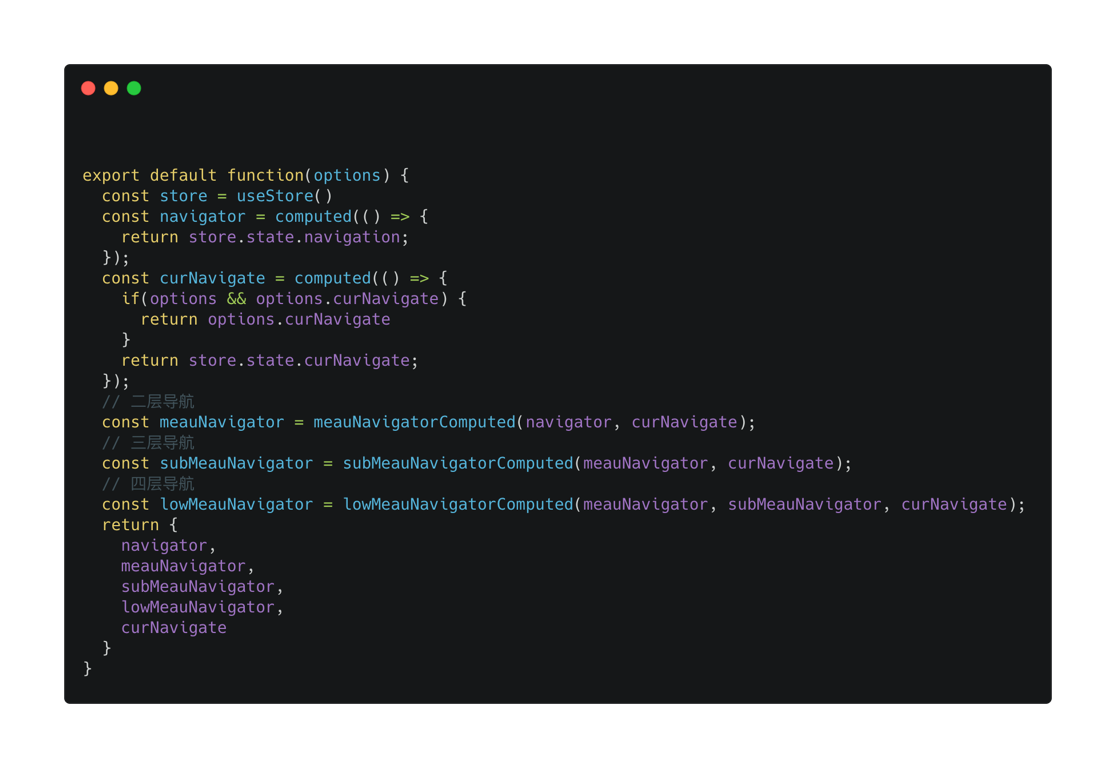 export default function(options) {
  const store = useStore()
  const navigator = computed(() => {
    return store.state.navigation;
  });
  const curNavigate = computed(() => {
    if(options && options.curNavigate) {
      return options.curNavigate
    }
    return store.state.curNavigate;
  });
  // 二层导航
  const meauNavigator = meauNavigatorComputed(navigator, curNavigate);
  // 三层导航
  const subMeauNavigator = subMeauNavigatorComputed(meauNavigator, curNavigate);
  // 四层导航
  const lowMeauNavigator = lowMeauNavigatorComputed(meauNavigator, subMeauNavigator, curNavigate);
  return {
    navigator,
    meauNavigator,
    subMeauNavigator,
    lowMeauNavigator,
    curNavigate
  }
}